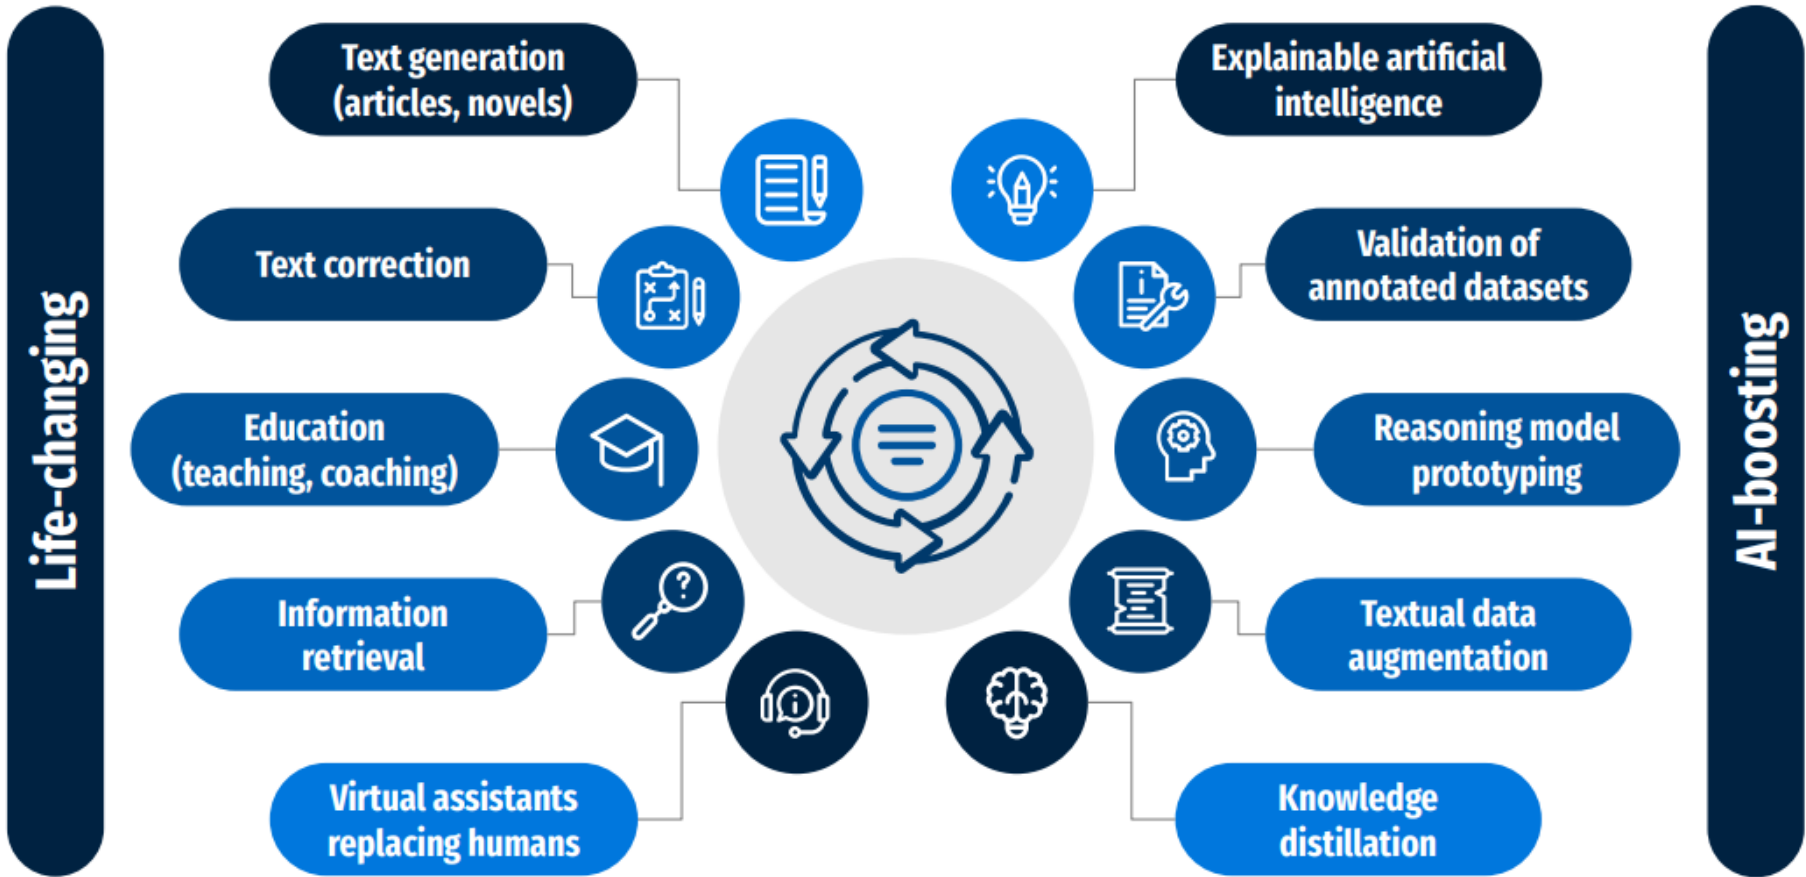 Life-changing
Text generation
(articles, novels)
Text correction
Education
(teaching, coaching)
Information
retrieval
Virtual assistants
replacing humans
Explainable artificial
intelligence
Validation of
annotated datasets
Reasoning model
prototyping
Textual data
augmentation
Knowledge
distillation
AI-boosting